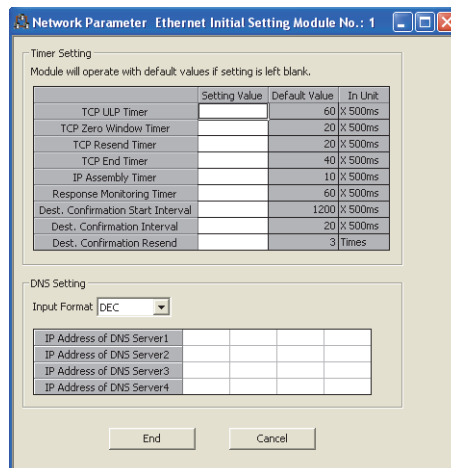 Network Parameter Ethernet Initial Setting Module No.: 1
Timer Setting
Module will operate with default values if setting is left blank.
Setting Value Default Value In Unit
TCP ULP Timer 60 X 500ms
TCP Zero Window Timer 20 X 500ms
TCP Resend Timer 20 X 500ms
TCP End Timer 40 X 500ms
IP Assembly Timer 10 X 500ms
Response Monitoring Timer 60 X 500ms
Dest. Confirmation Start Interval 1200 X 500ms
Dest. Confirmation Interval 20 X 500ms
Dest. Confirmation Resend 3 Times
DNS Setting
Input Format DEC
IP Address of DNS Server1
IP Address of DNS Server2
IP Address of DNS Server3
IP Address of DNS Server4
End Cancel